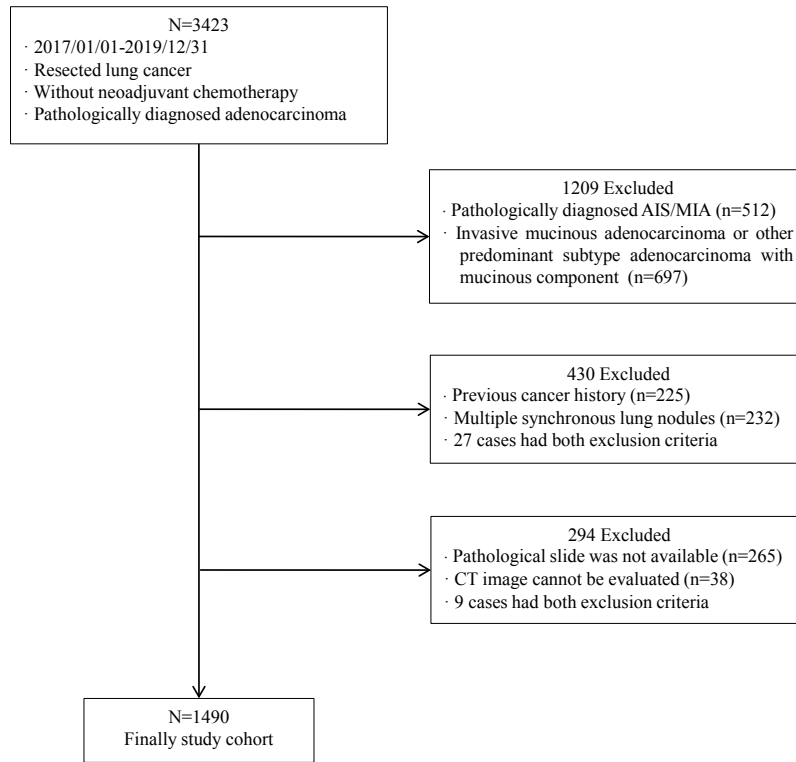 N=3423
· 2017/01/01-2019/12/31
· Resected lung cancer
· Without neoadjuvant chemotherapy
· Pathologically diagnosed adenocarcinoma
1209 Excluded
· Pathologically diagnosed AIS/MIA (n=512)
· Invasive mucinous adenocarcinoma or other
predominant subtype adenocarcinoma with
mucinous component (n=697)
430 Excluded
· Previous cancer history (n=225)
· Multiple synchronous lung nodules (n=232)
· 27 cases had both exclusion criteria
294 Excluded
· Pathological slide was not available (n=265)
· CT image cannot be evaluated (n=38)
· 9 cases had both exclusion criteria
N=1490
Finally study cohort